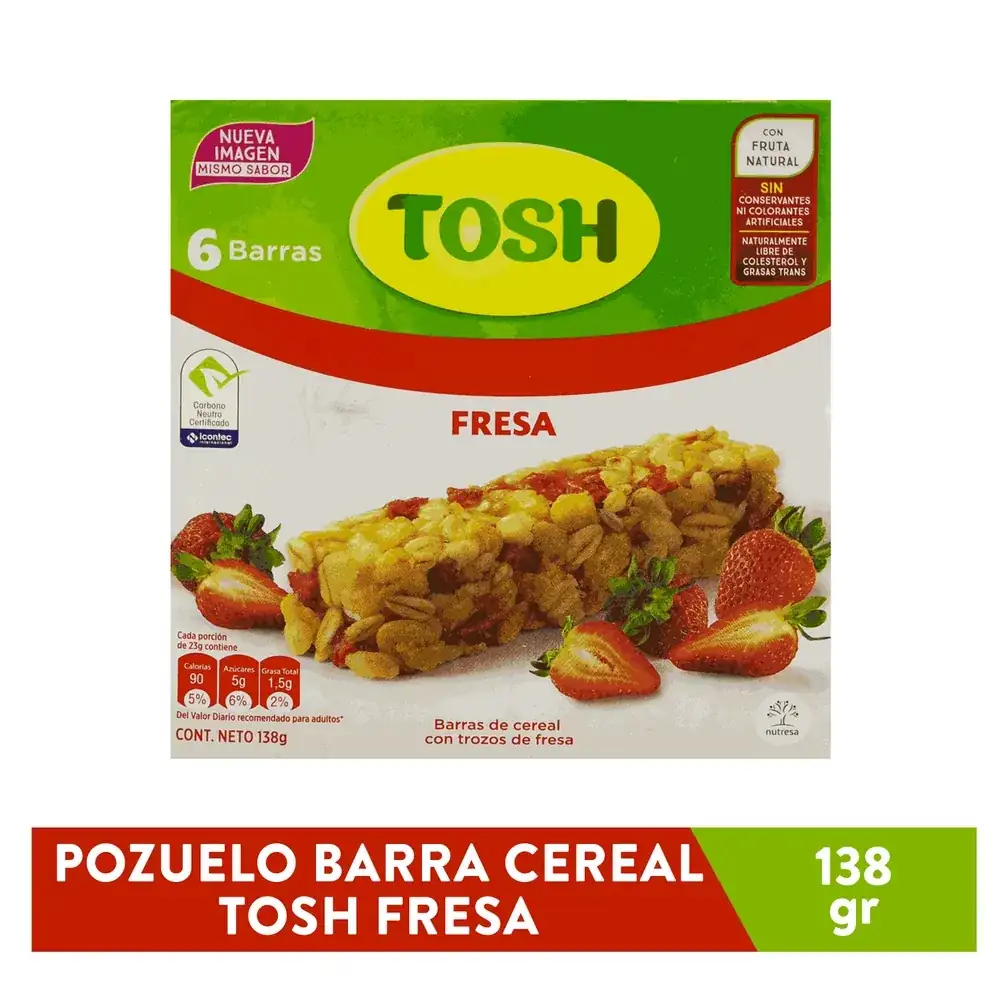 NUEVA
IMAGEN
MISMO SABOR
6 Barras
TOSH
CON
FRUTA
NATURAL
SIN
CONSERVANTES
NI COLORANTES
ARTIFICIALES
NATURALMENTE
LIBRE DE
COLESTEROL Y
GRASAS TRANS
FRESA
Carbono
Neutro
Certificado
icontec
internacional
Cada porción
de 23g contiene
Calorías Azúcares Grasa Total
90 5g 1,5g
5% 6% 2%
Del Valor Diario recomendado para adultos*
CONT. NETO 138g
Barras de cereal
con trozos de fresa
nutresa
POZUELO BARRA CEREAL
TOSH FRESA
138
gr